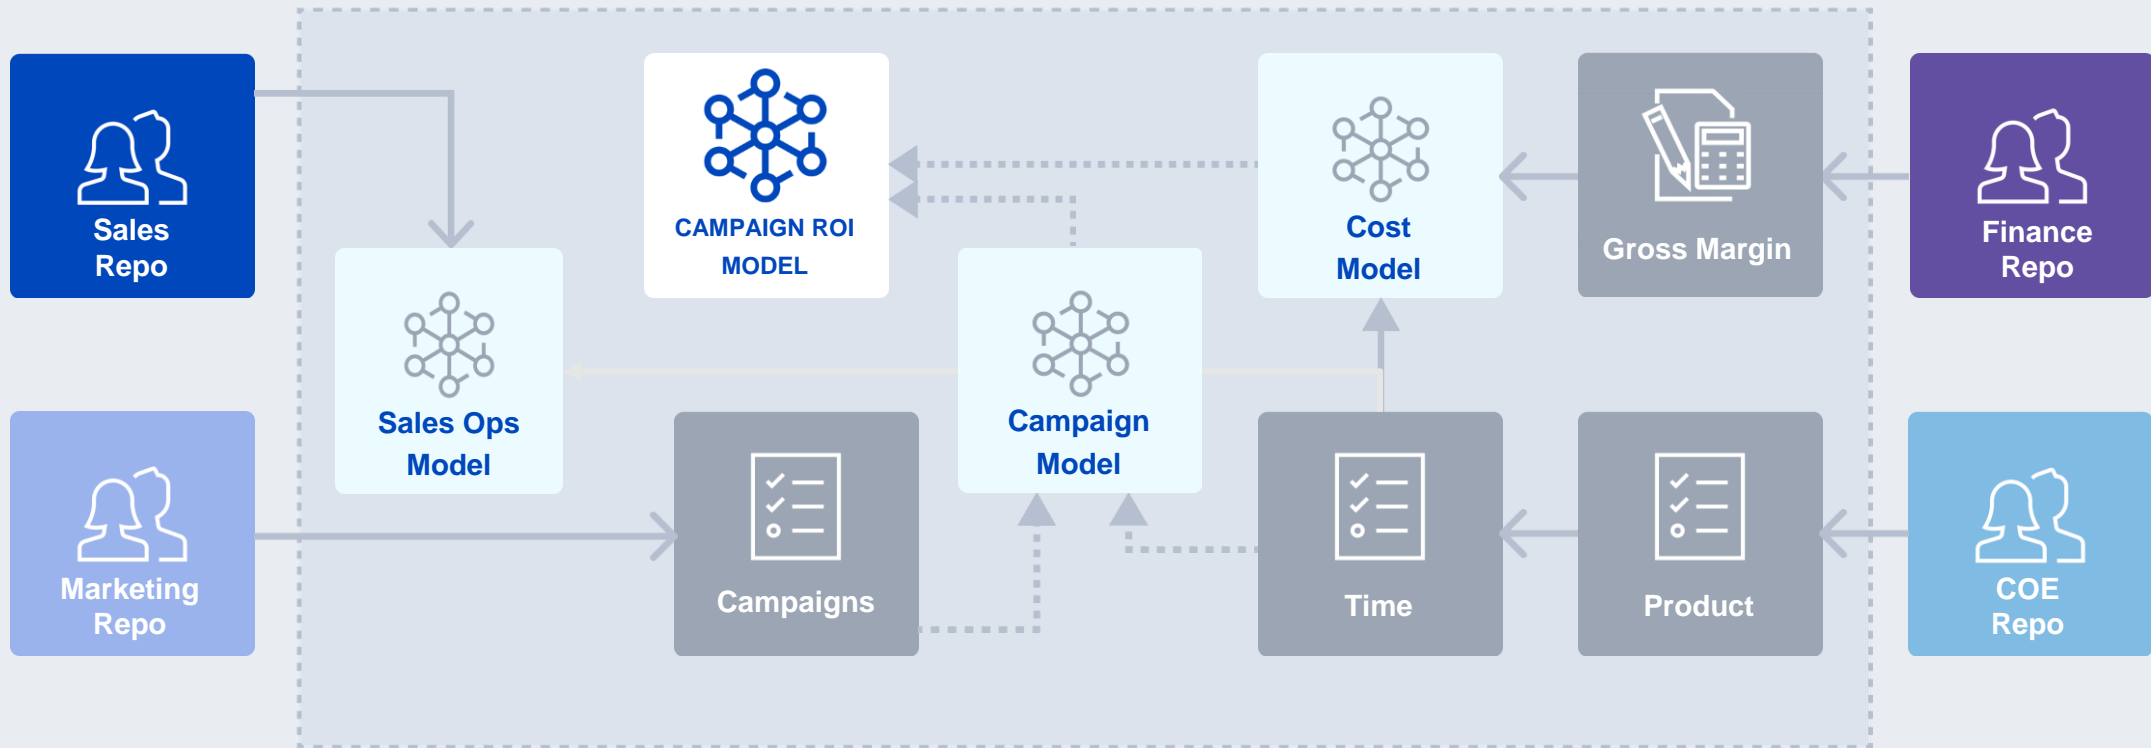 Sales
Repo
CAMPAIGN ROI
MODEL
Cost
Model
Gross Margin
Finance
Repo
Sales Ops
Model
Campaign
Model
Marketing
Repo
Campaigns
Time
Product
COE
Repo